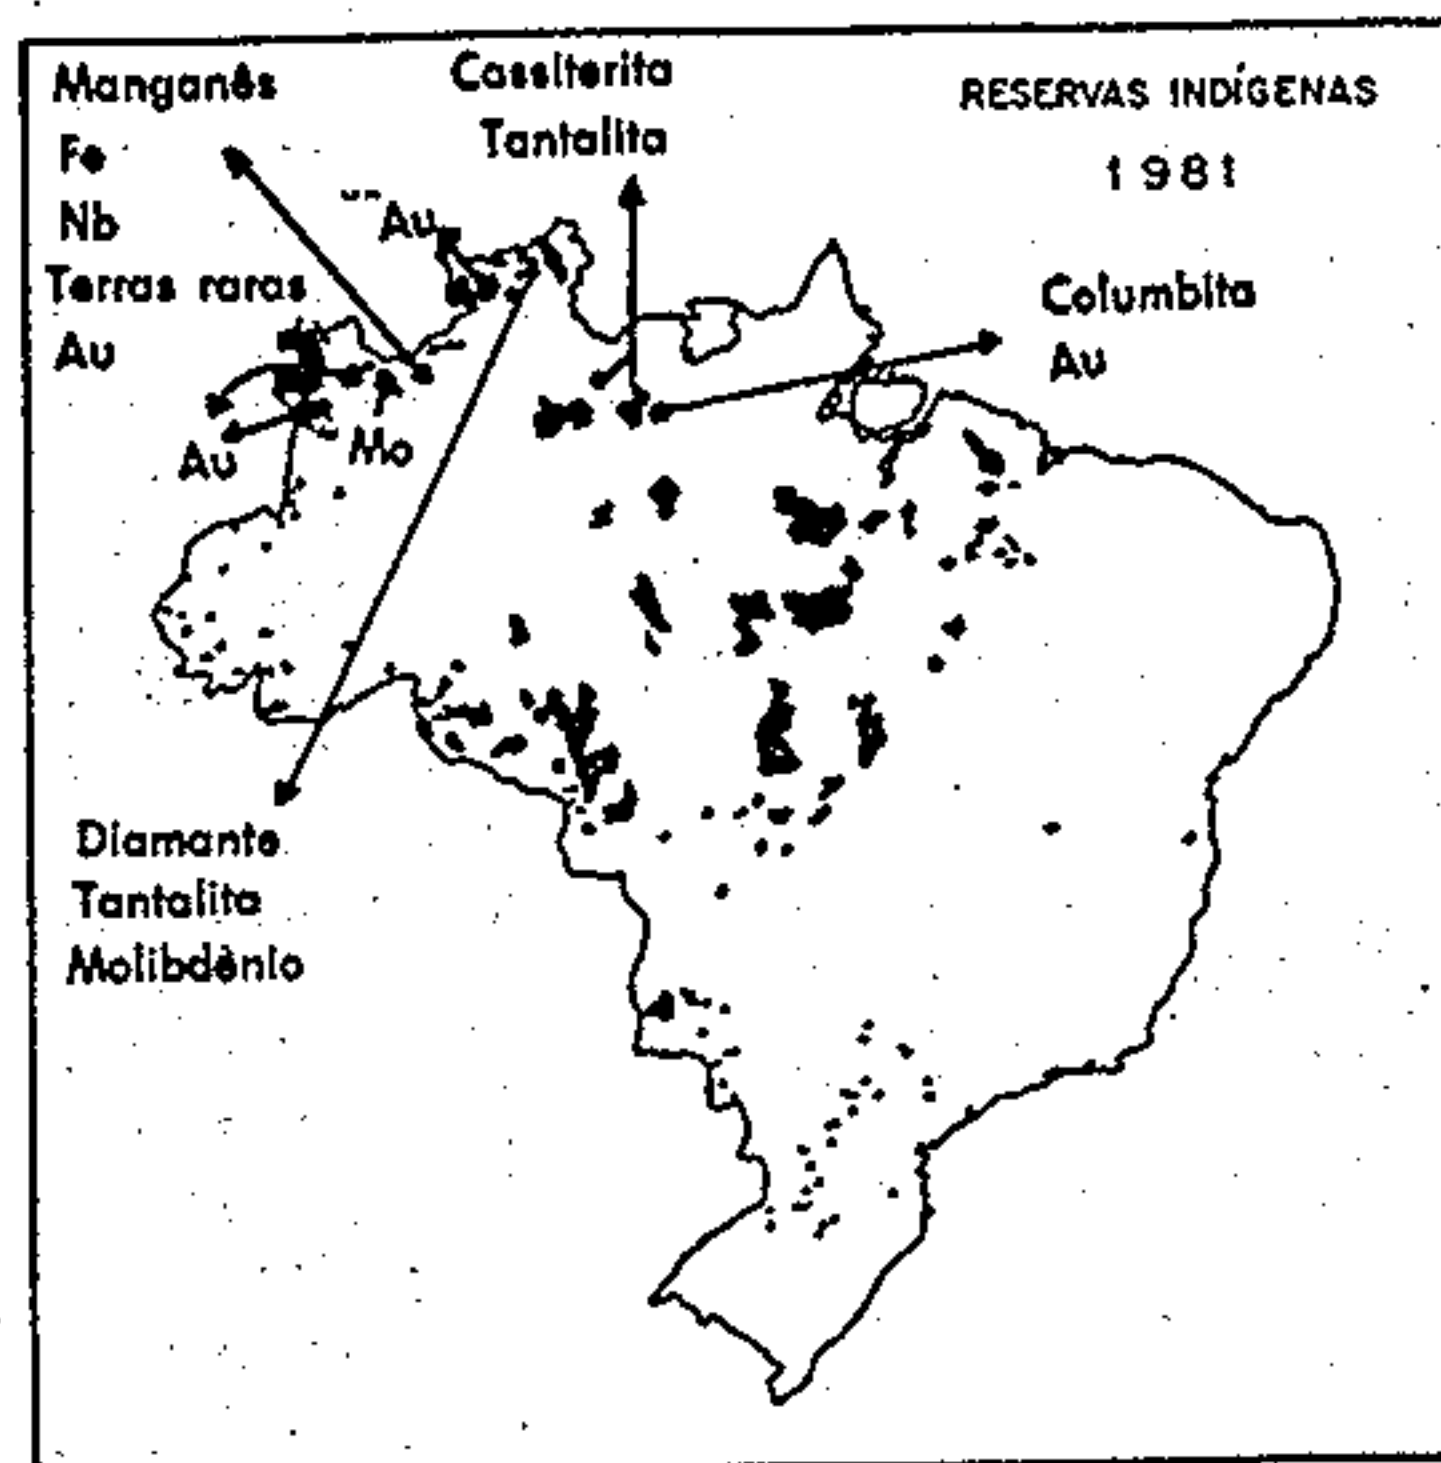 RESERVAS INDÍGENAS
1981
Manganês
Fe
Nb
Terras raras
Au
Cassiterita
Tantalita
Au
Columbita
Au
Au
Mo
Diamante
Tantalita
Molibdênio